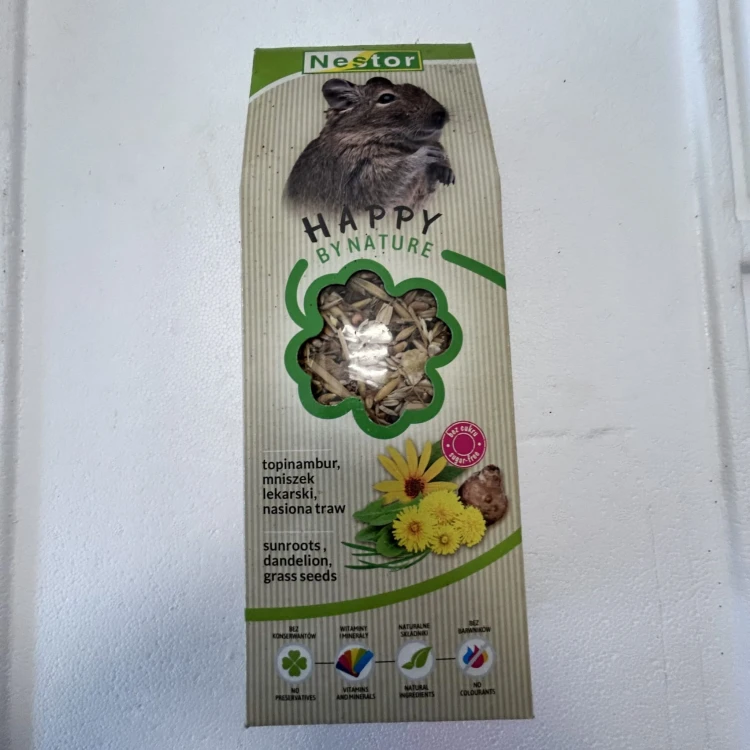 Nestor
HAPPY
BY NATURE
bez cukru
sugar-free
topinambur,
mniszek
lekarski,
nasiona traw
sunroots,
dandelion,
grass seeds
BEZ
KONSERWANTÓW
WITAMINY
I MINERAŁY
NATURALNE
SKŁADNIKI
BEZ
BARWNIKÓW
NO
PRESERVATIVES
VITAMINS
AND MINERALS
NATURAL
INGREDIENTS
NO
COLOURANTS